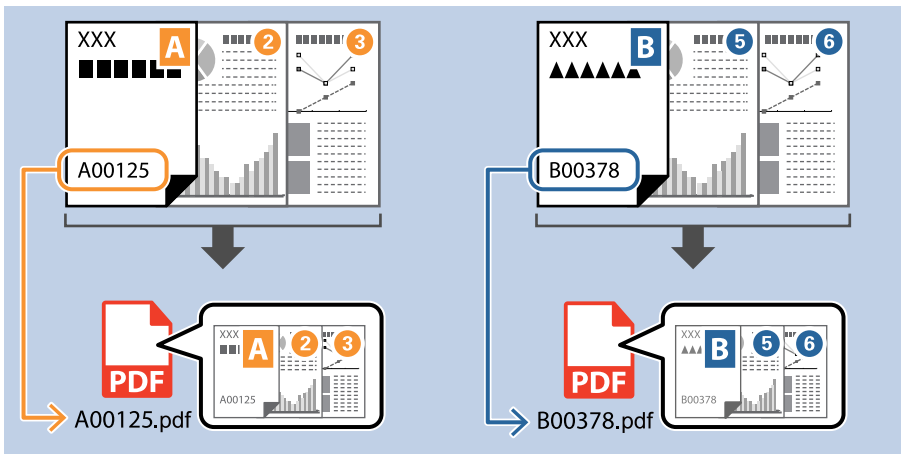 XXX
A
2
3
A00125
XXX
B
5
6
B00378
PDF
XXX
A
2
3
A00125
A00125.pdf
PDF
XXX
B
5
6
B00378
B00378.pdf